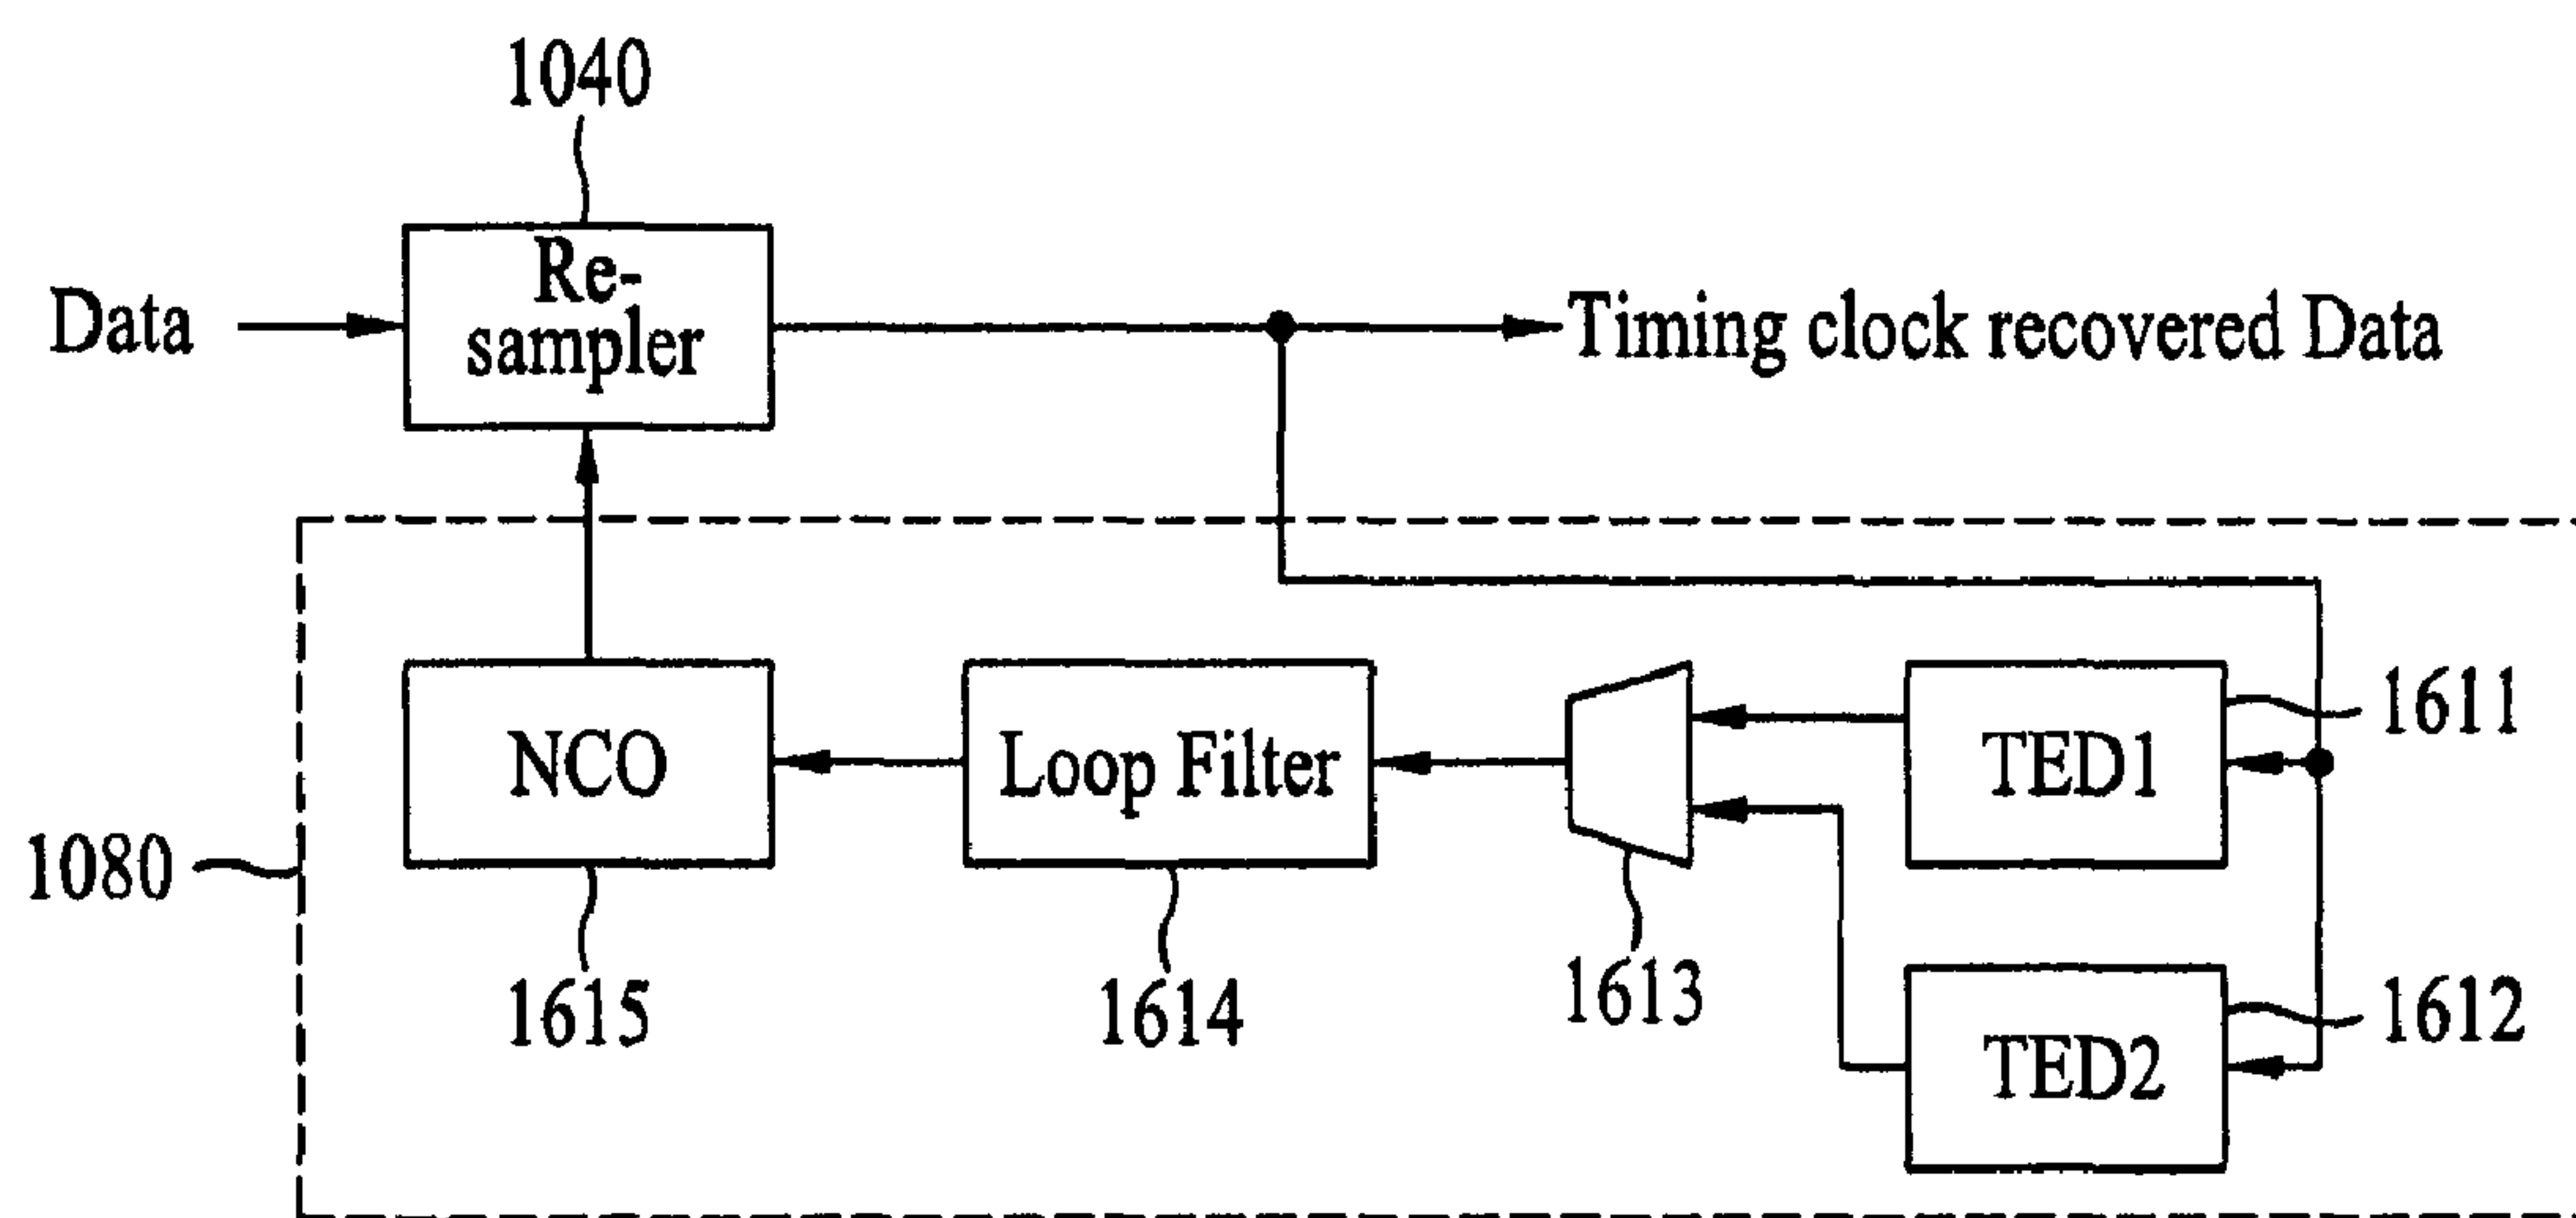 1040
Data
Re-
sampler
Timing clock recovered Data
1080
NCO
Loop Filter
TED1
1611
1615
1614
1613
TED2
1612